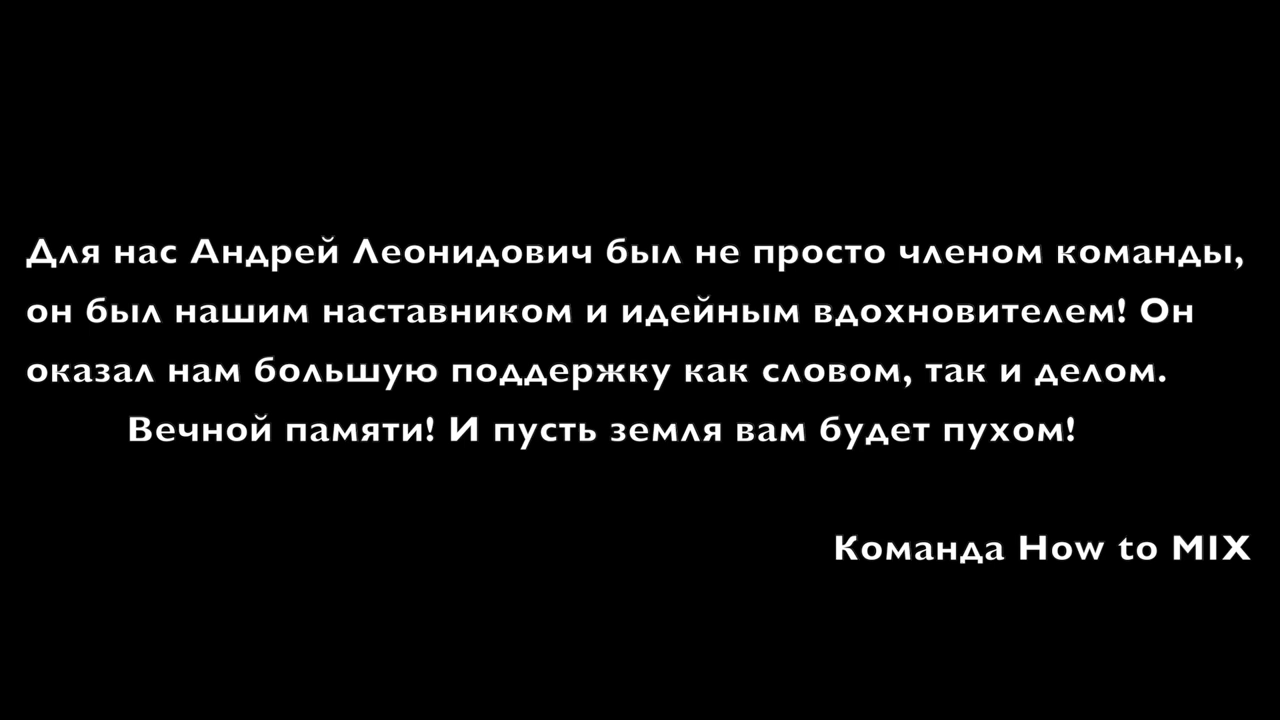 Для нас Андрей Леонидович был не просто членом команды,
он был нашим наставником и идейным вдохновителем! Он
оказал нам большую поддержку как словом, так и делом.
Вечной памяти! И пусть земля вам будет пухом!
Команда How to MIX